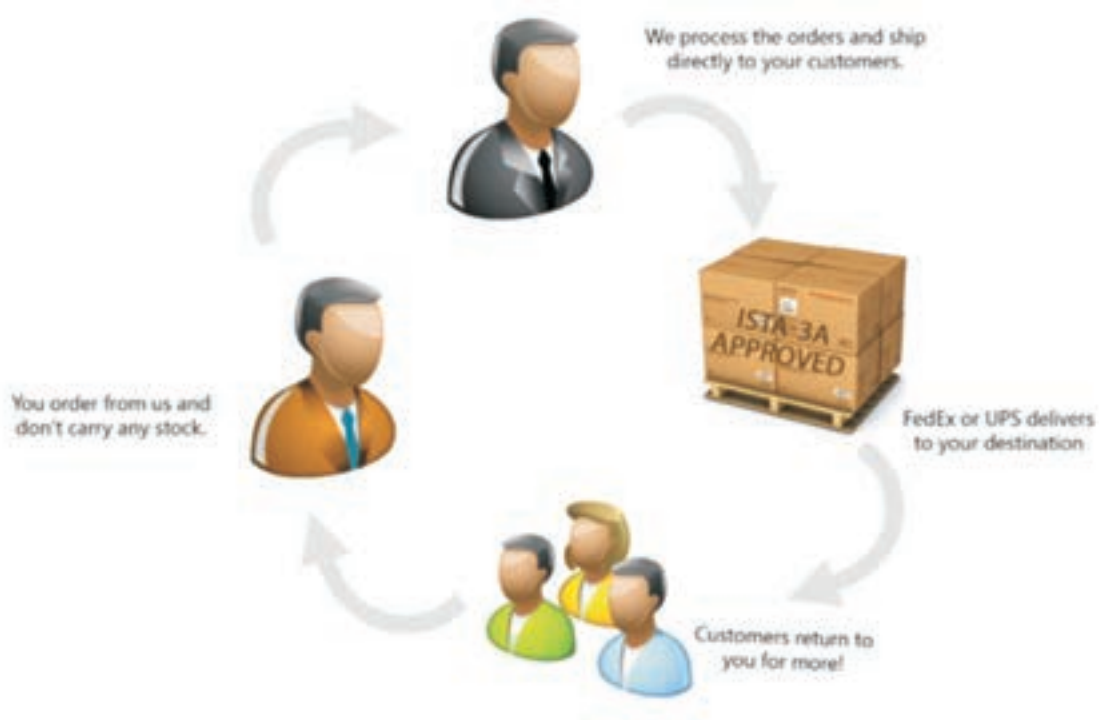 We process the orders and ship
directly to your customers.
ISTA-3A
APPROVED
You order from us and
don't carry any stock.
FedEx or UPS delivers
to your destination
Customers return to
you for more!